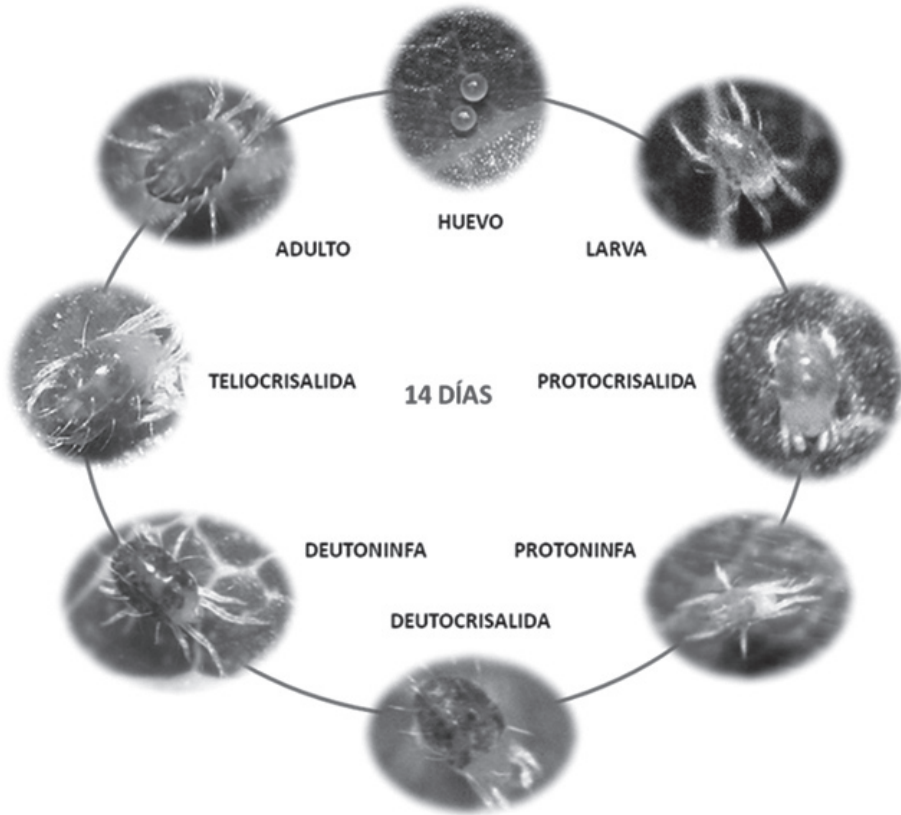 HUEVO
ADULTO
LARVA
TELIOCRISALIDA
14 DÍAS
PROTOCRISALIDA
DEUTONINFA
PROTONINFA
DEUTOCRISALIDA